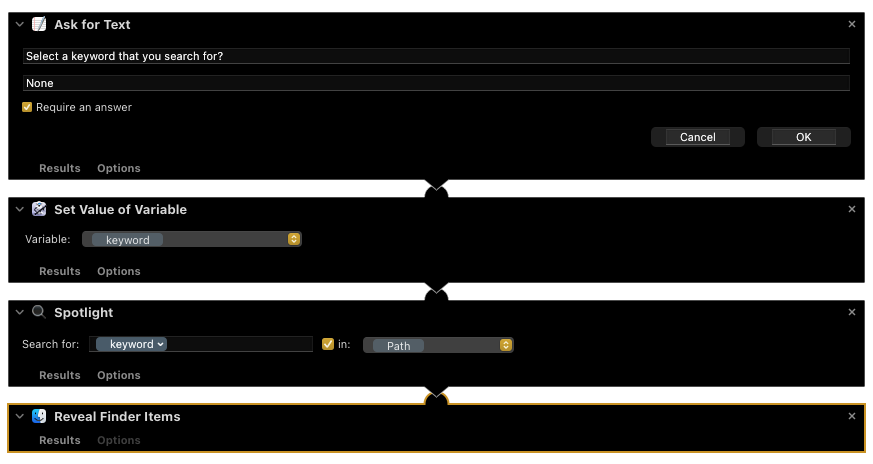 Ask for Text
Select a keyword that you search for?
None
Require an answer
Cancel OK
Results Options
Set Value of Variable
Variable: keyword
Results Options
Spotlight
Search for: keyword in: Path
Results Options
Reveal Finder Items
Results Options